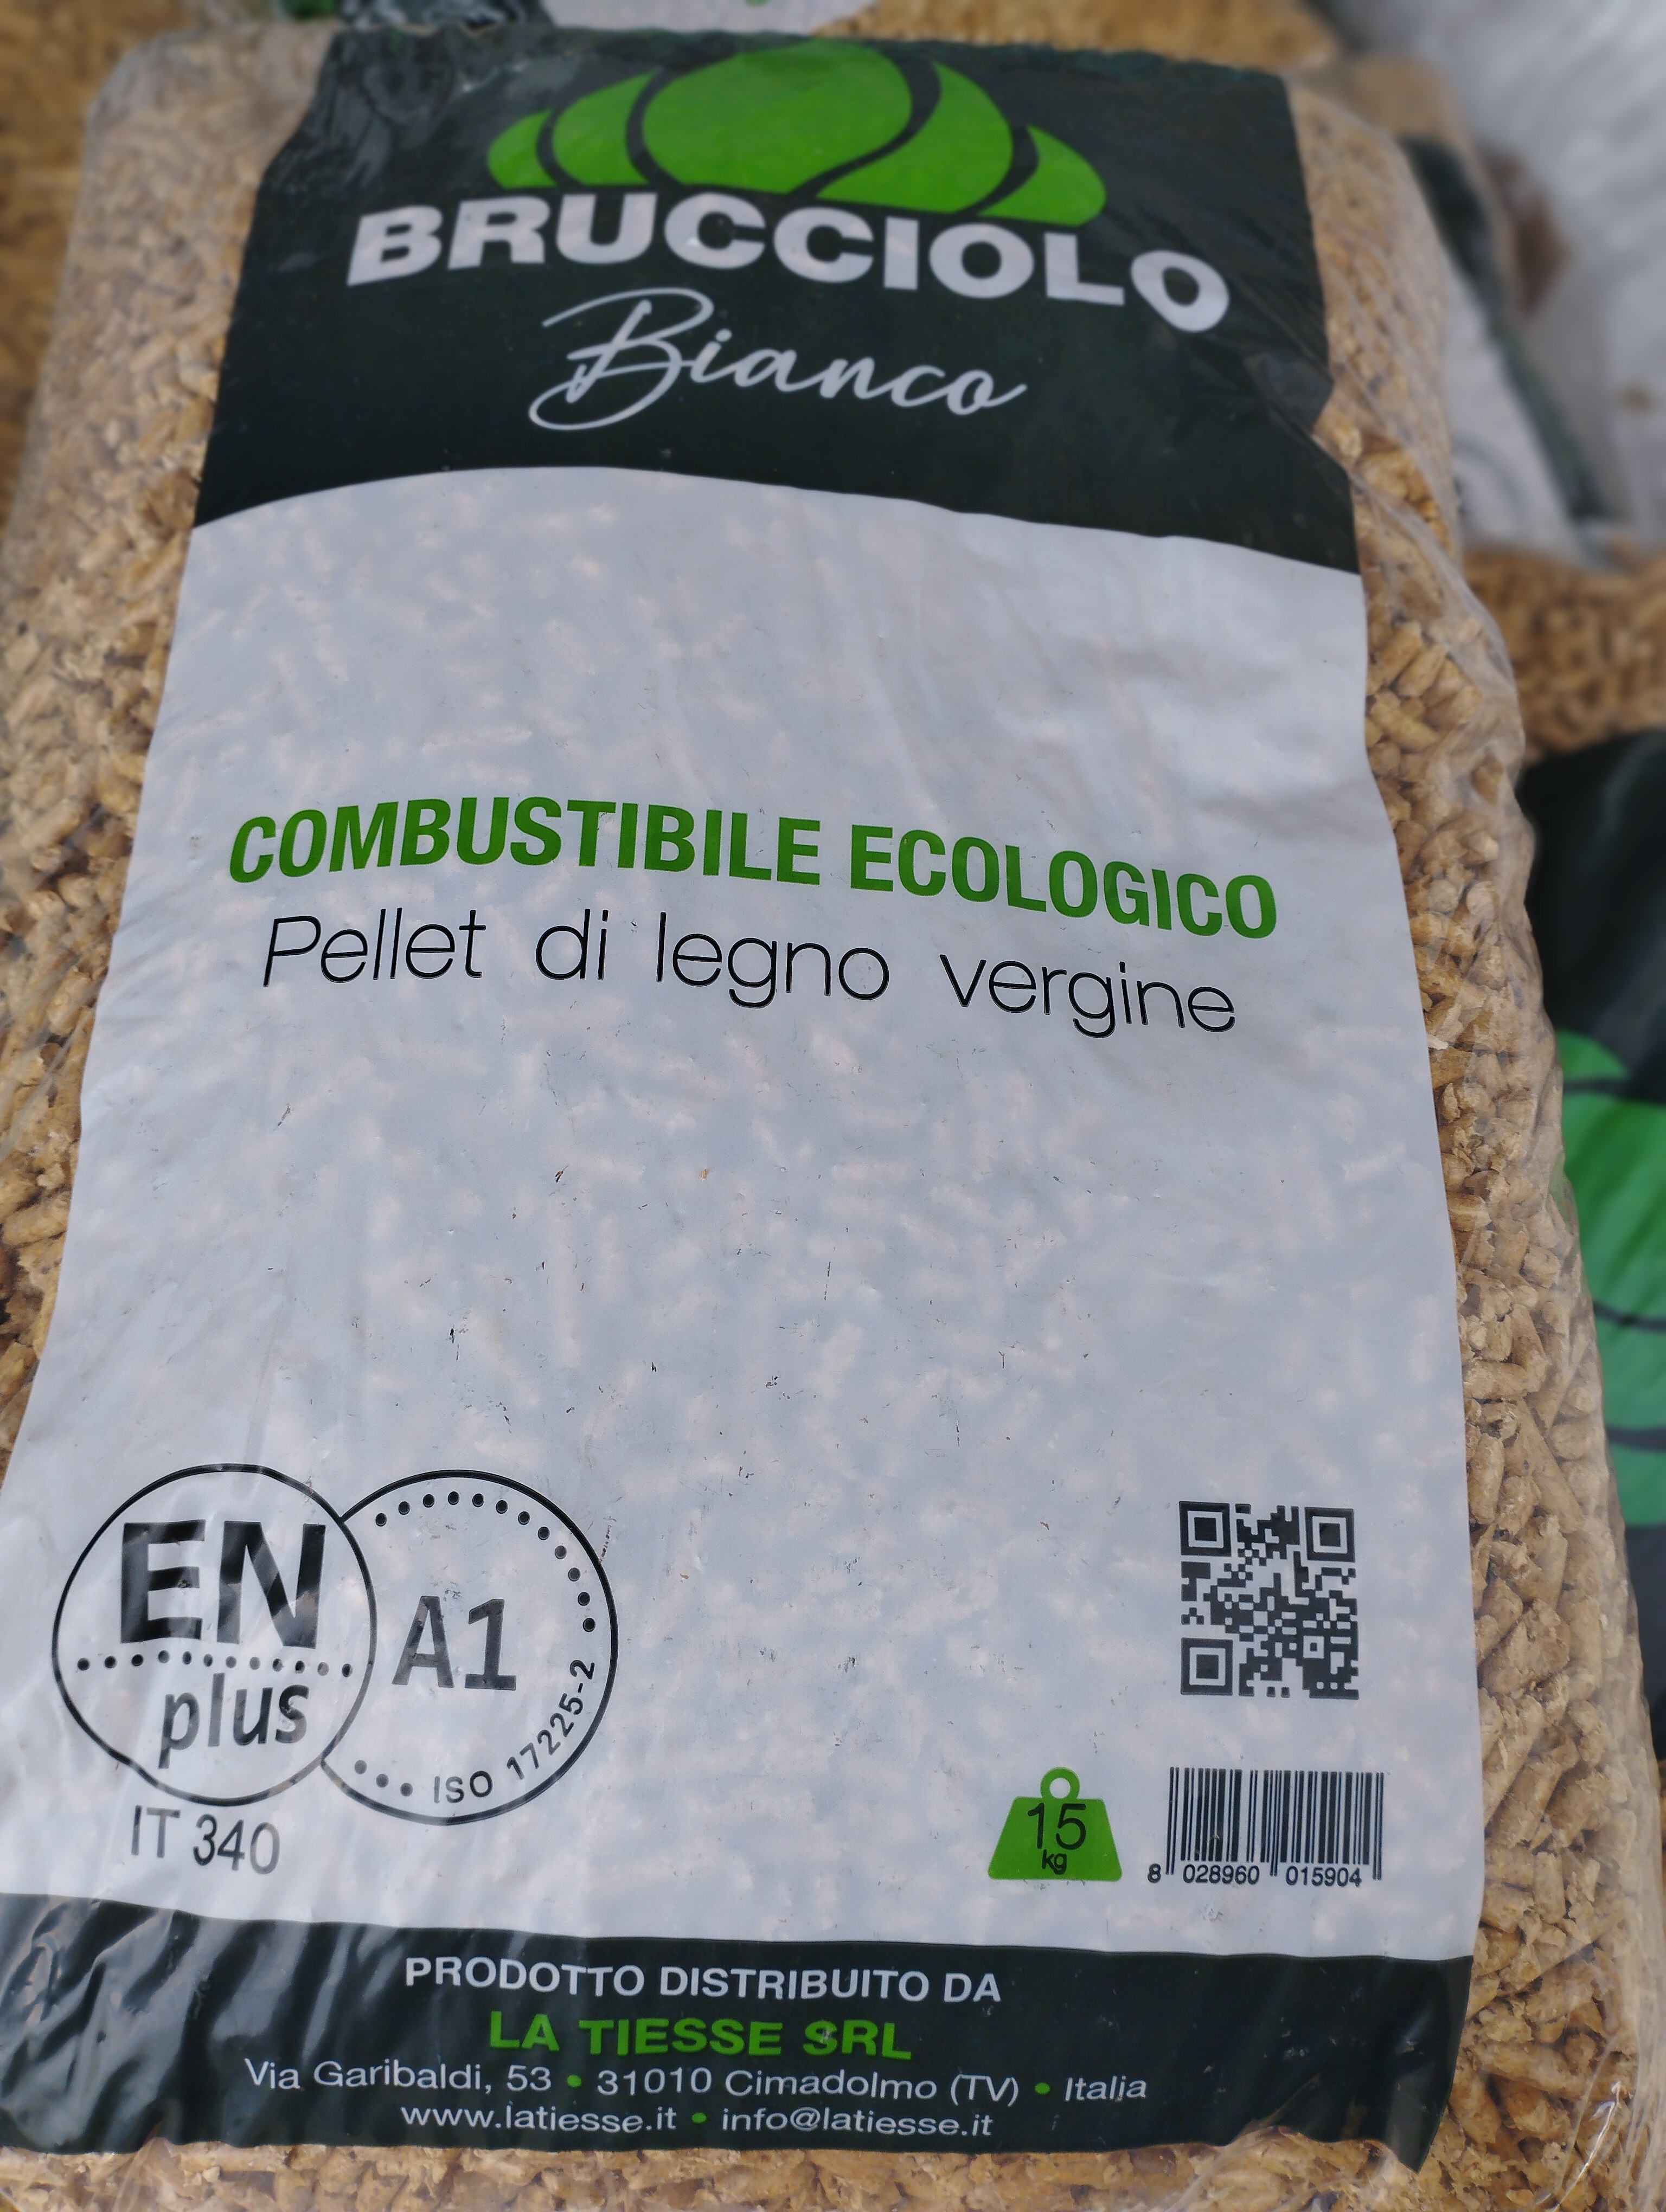 BRUCCIOLO
Bianco
COMBUSTIBILE ECOLOGICO
Pellet di legno vergine
EN
plus
A1
ISO 17225-2
IT 340
15
kg
8 028960 015904
PRODOTTO DISTRIBUITO DA
LA TIESSE SRL
Via Garibaldi, 53 • 31010 Cimadolmo (TV) • Italia
www.latiesse.it • info@latiesse.it